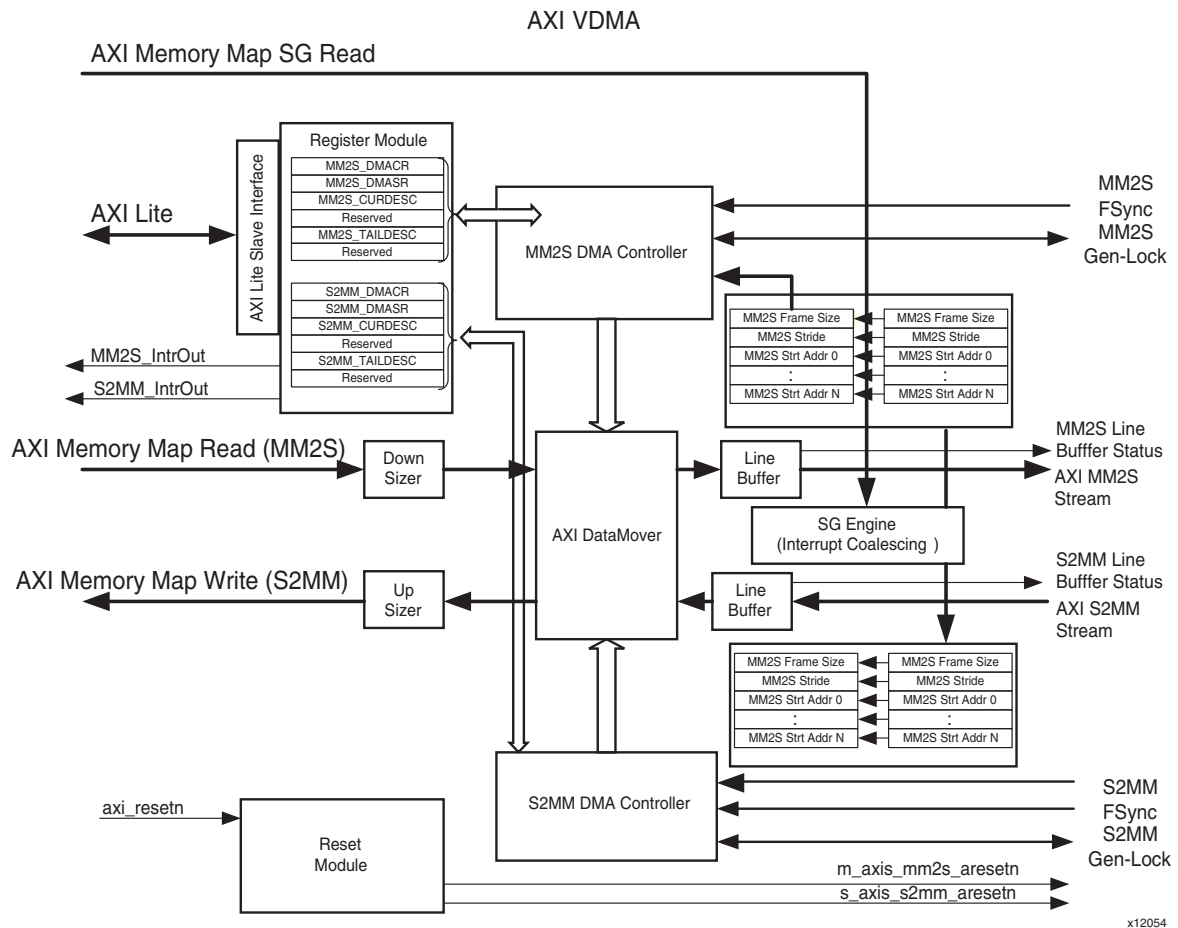 AXI VDMA
AXI Memory Map SG Read
AXI Lite Slave Interface
Register Module
MM2S_DMACR
MM2S_DMASR
MM2S_CURDESC
Reserved
MM2S_TAILDESC
Reserved
AXI Lite
S2MM_DMACR
S2MM_DMASR
S2MM_CURDESC
Reserved
S2MM_TAILDESC
Reserved
MM2S_IntrOut
S2MM_IntrOut
MM2S DMA Controller
MM2S
FSync
MM2S
Gen-Lock
MM2S Frame Size
MM2S Stride
MM2S Strt Addr 0
:
MM2S Strt Addr N
MM2S Frame Size
MM2S Stride
MM2S Strt Addr 0
:
MM2S Strt Addr N
AXI Memory Map Read (MM2S)
Down
Sizer
AXI DataMover
Line
Buffer
MM2S Line
Bufffer Status
AXI MM2S
Stream
SG Engine
(Interrupt Coalescing )
AXI Memory Map Write (S2MM)
Up
Sizer
Line
Buffer
S2MM Line
Bufffer Status
AXI S2MM
Stream
MM2S Frame Size
MM2S Stride
MM2S Strt Addr 0
:
MM2S Strt Addr N
MM2S Frame Size
MM2S Stride
MM2S Strt Addr 0
:
MM2S Strt Addr N
S2MM DMA Controller
S2MM
FSync
S2MM
Gen-Lock
axi_resetn
Reset
Module
m_axis_mm2s_aresetn
s_axis_s2mm_aresetn
x12054